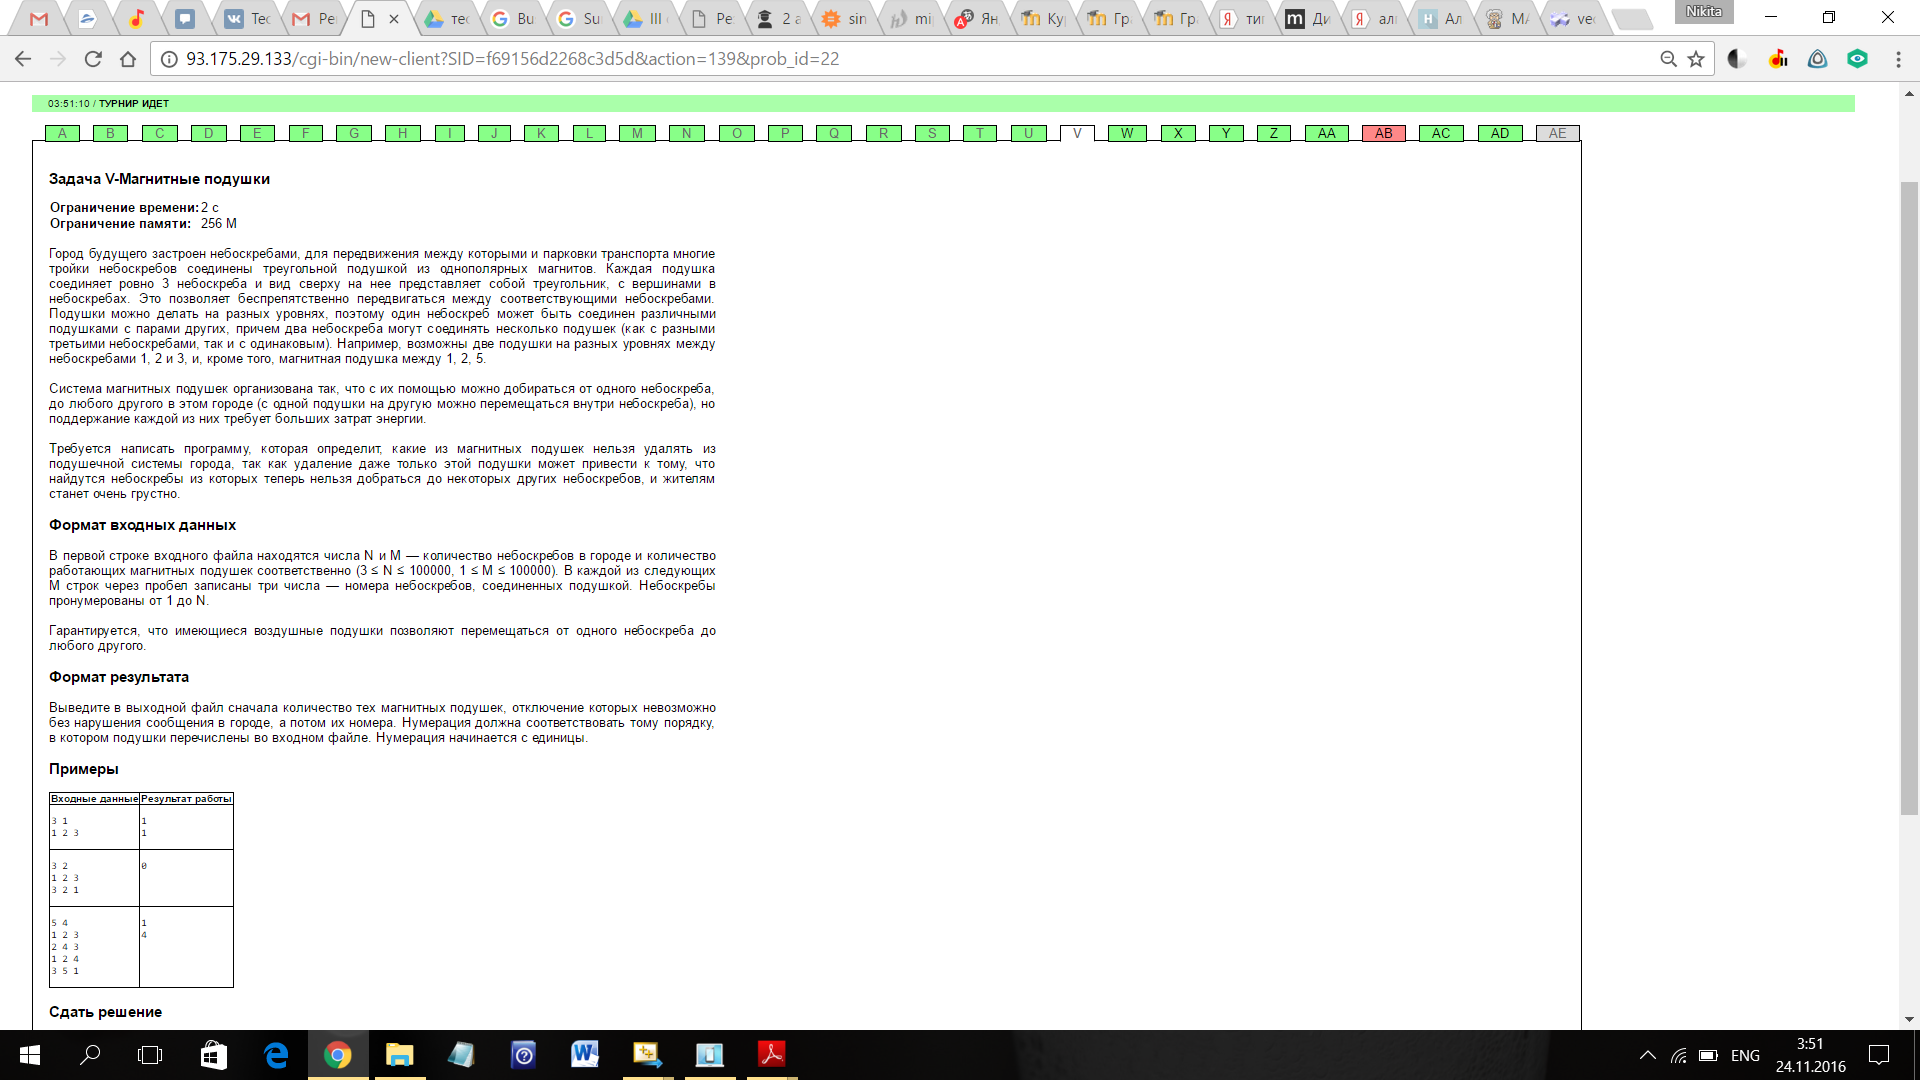 Nikita
Тес
Ре
тес
Bu
Su
III с
Ре:
2 а
sin
mi
Ян,
Ку
Гр
Гр
ти
Ди
алг
Ал
МА
vec
93.175.29.133/cgi-bin/new-client?SID=f69156d2268c3d5d&action=139&prob_id=22
03:51:10 / ТУРНИР ИДЕТ
A B C D E F G H I J K L M N O P Q R S T U V W X Y Z AA AB AC AD AE
Задача V-Магнитные подушки
Ограничение времени: 2 с
Ограничение памяти: 256 M
Город будущего застроен небоскребами, для передвижения между которыми и парковки транспорта многие
тройки небоскребов соединены треугольной подушкой из однополярных магнитов. Каждая подушка
соединяет ровно 3 небоскреба и вид сверху на нее представляет собой треугольник, с вершинами в
небоскребах. Это позволяет беспрепятственно передвигаться между соответствующими небоскребами.
Подушки можно делать на разных уровнях, поэтому один небоскреб может быть соединен различными
подушками с парами других, причем два небоскреба могут соединять несколько подушек (как с разными
третьими небоскребами, так и с одинаковым). Например, возможны две подушки на разных уровнях между
небоскребами 1, 2 и 3, и, кроме того, магнитная подушка между 1, 2, 5.
Система магнитных подушек организована так, что с их помощью можно добираться от одного небоскреба,
до любого другого в этом городе (с одной подушки на другую можно перемещаться внутри небоскреба), но
поддержание каждой из них требует больших затрат энергии.
Требуется написать программу, которая определит, какие из магнитных подушек нельзя удалять из
подушечной системы города, так как удаление даже только этой подушки может привести к тому, что
найдутся небоскребы из которых теперь нельзя добраться до некоторых других небоскребов, и жителям
станет очень грустно.
Формат входных данных
В первой строке входного файла находятся числа N и M — количество небоскребов в городе и количество
работающих магнитных подушек соответственно (3 ≤ N ≤ 100000, 1 ≤ M ≤ 100000). В каждой из следующих
M строк через пробел записаны три числа — номера небоскребов, соединенных подушкой. Небоскребы
пронумерованы от 1 до N.
Гарантируется, что имеющиеся воздушные подушки позволяют перемещаться от одного небоскреба до
любого другого.
Формат результата
Выведите в выходной файл сначала количество тех магнитных подушек, отключение которых невозможно
без нарушения сообщения в городе, а потом их номера. Нумерация должна соответствовать тому порядку,
в котором подушки перечислены во входном файле. Нумерация начинается с единицы.
Примеры
Входные данные Результат работы
3 1 1
1 2 3 1
3 2 0
1 2 3
3 2 1
5 4 1
1 2 3 4
2 4 3
1 2 4
3 5 1
Сдать решение
ENG
3:51
24.11.2016